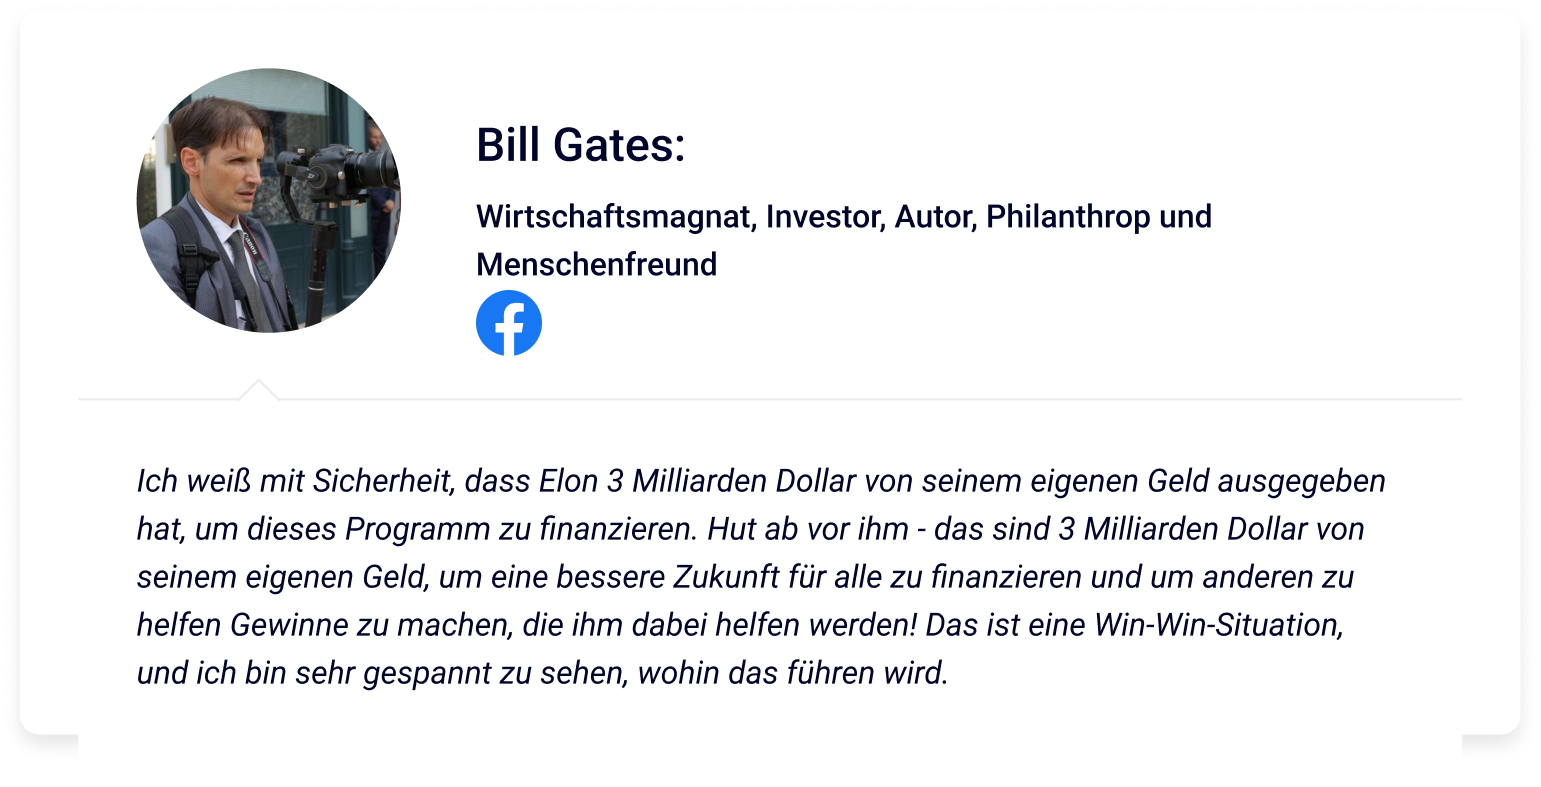 Bill Gates:
Wirtschaftsmagnat, Investor, Autor, Philanthrop und
Menschenfreund
Ich weiß mit Sicherheit, dass Elon 3 Milliarden Dollar von seinem eigenen Geld ausgegeben
hat, um dieses Programm zu finanzieren. Hut ab vor ihm - das sind 3 Milliarden Dollar von
seinem eigenen Geld, um eine bessere Zukunft für alle zu finanzieren und um anderen zu
helfen Gewinne zu machen, die ihm dabei helfen werden! Das ist eine Win-Win-Situation,
und ich bin sehr gespannt zu sehen, wohin das führen wird.